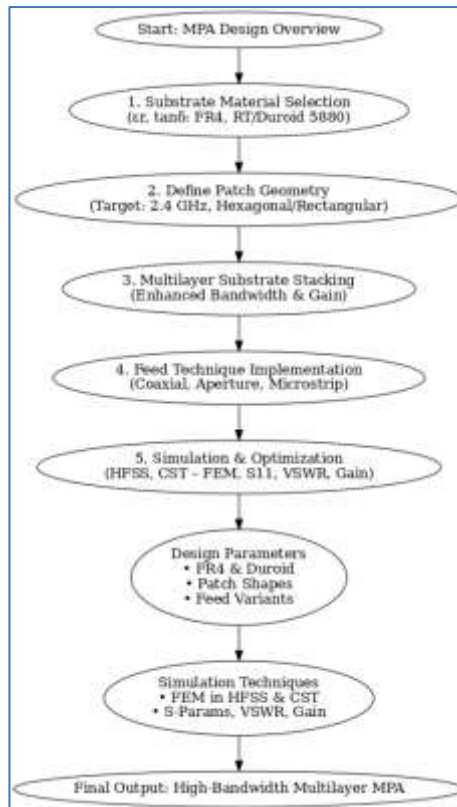 Start: MPA Design Overview
1. Substrate Material Selection
(εr, tanδ: FR4, RT/Duroid 5880)
2. Define Patch Geometry
(Target: 2.4 GHz, Hexagonal/Rectangular)
3. Multilayer Substrate Stacking
(Enhanced Bandwidth & Gain)
4. Feed Technique Implementation
(Coaxial, Aperture, Microstrip)
5. Simulation & Optimization
(HFSS, CST – FEM, S11, VSWR, Gain)
Design Parameters
• FR4 & Duroid
• Patch Shapes
• Feed Variants
Simulation Techniques
• FEM in HFSS & CST
• S-Params, VSWR, Gain
Final Output: High-Bandwidth Multilayer MPA